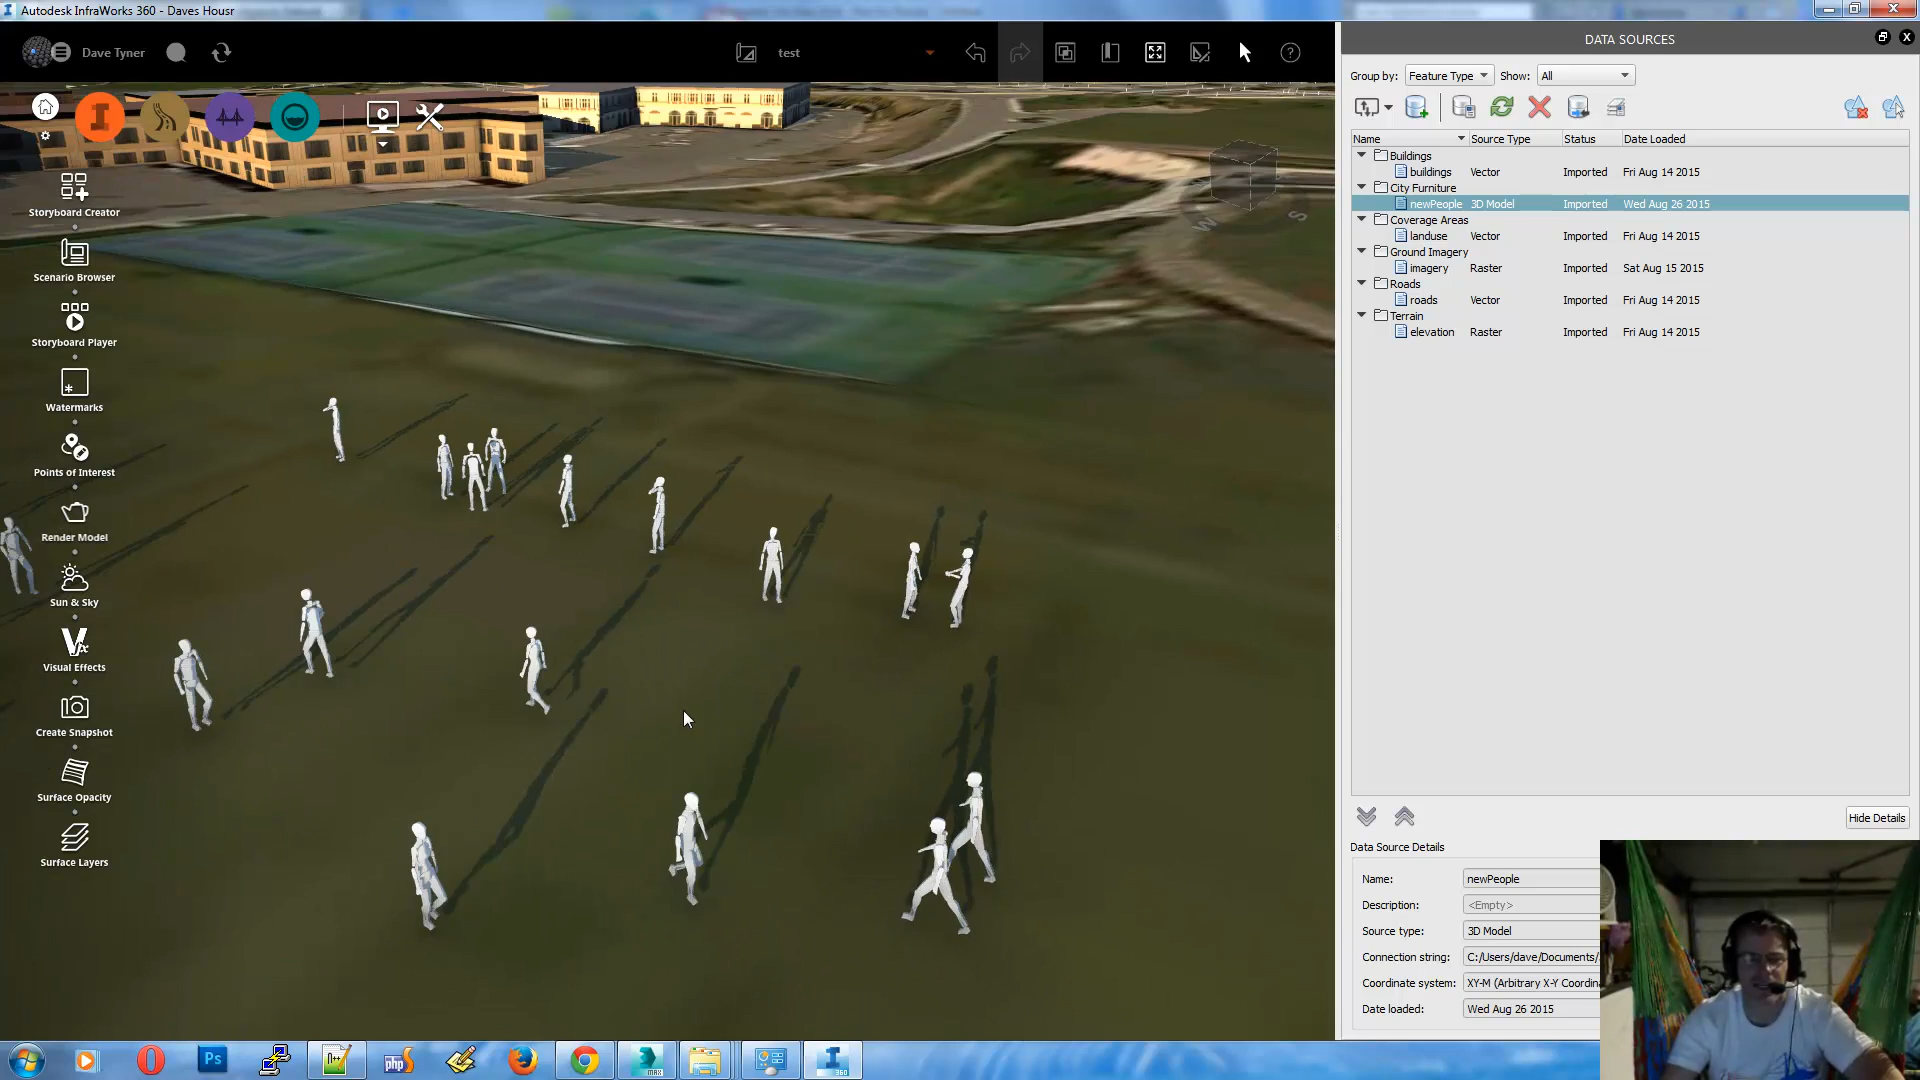 Autodesk InfraWorks 360 - Daves Housr
Dave Tyner
test
DATA SOURCES
Group by: Feature Type Show: All
Name Source Type Status Date Loaded
Buildings
buildings Vector Imported Fri Aug 14 2015
City Furniture
newPeople 3D Model Imported Wed Aug 26 2015
Coverage Areas
landuse Vector Imported Fri Aug 14 2015
Ground Imagery
imagery Raster Imported Sat Aug 15 2015
Roads
roads Vector Imported Fri Aug 14 2015
Terrain
elevation Raster Imported Fri Aug 14 2015
Storyboard Creator
Scenario Browser
Storyboard Player
Watermarks
Points of Interest
Render Model
Sun & Sky
Visual Effects
Create Snapshot
Surface Opacity
Surface Layers
W
S
Hide Details
Data Source Details
Name: newPeople
Description: <Empty>
Source type: 3D Model
Connection string: C:/Users/dave/Documents/
Coordinate system: XY-M (Arbitrary X-Y Coordin
Date loaded: Wed Aug 26 2015
Ps
php
MAX
I
360